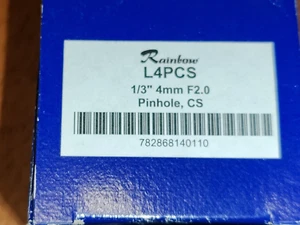 Rainbow
L4PCS
1/3" 4mm F2.0
Pinhole, CS
782868140110